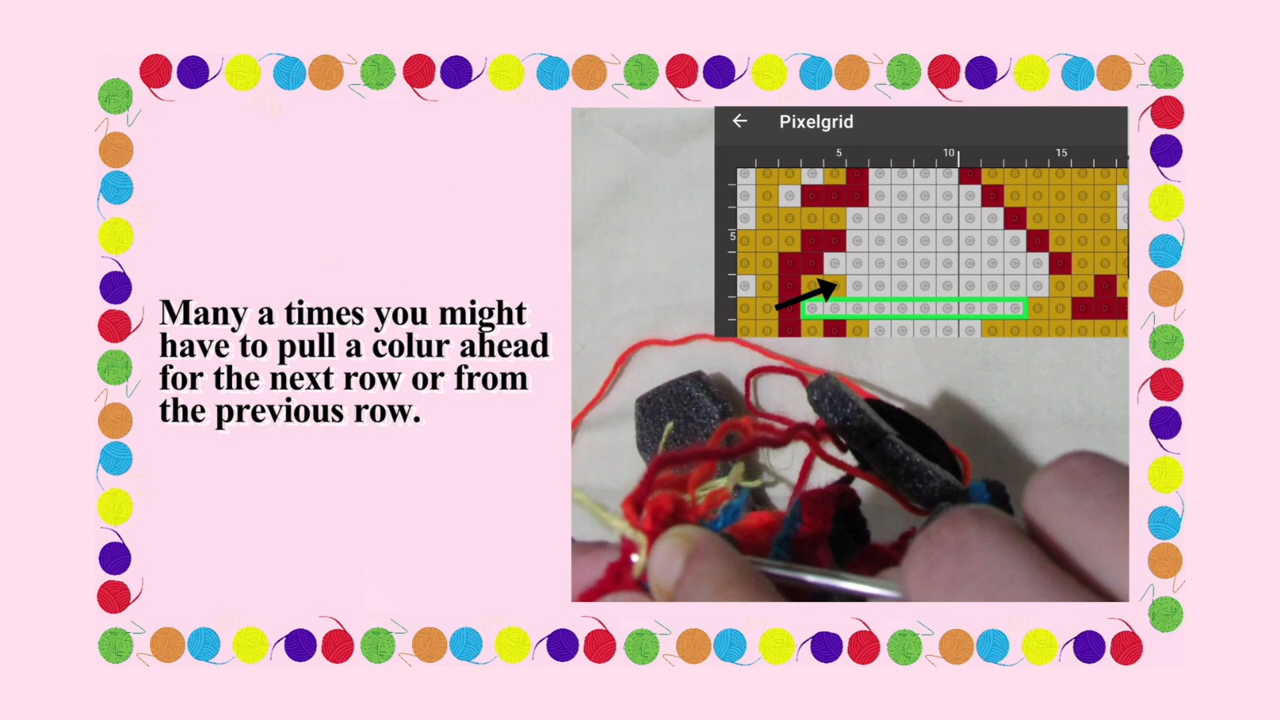 Pixelgrid
5 10 15
5
Many a times you might
have to pull a colur ahead
for the next row or from
the previous row.